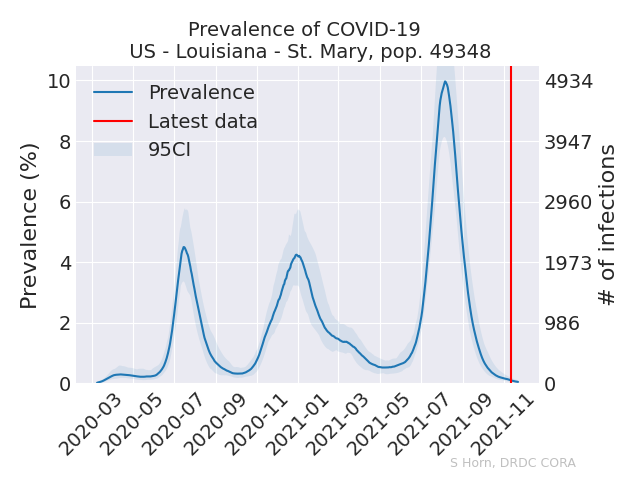 Prevalence of COVID-19
US - Louisiana - St. Mary, pop. 49348
Prevalence
Latest data
95CI
Prevalence (%)
10
8
6
4
2
0
4934
3947
2960
1973
986
0
# of infections
2020-03
2020-05
2020-07
2020-09
2020-11
2021-01
2021-03
2021-05
2021-07
2021-09
2021-11
S Horn, DRDC CORA